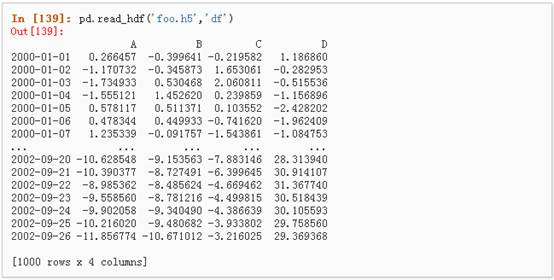 In [139]: pd.read_hdf('foo.h5','df')
Out[139]:
A B C D
2000-01-01 0.266457 -0.399641 -0.219582 1.186860
2000-01-02 -1.170732 -0.345873 1.653061 -0.282953
2000-01-03 -1.734933 0.530468 2.060811 -0.515536
2000-01-04 -1.555121 1.452620 0.239859 -1.156896
2000-01-05 0.578117 0.511371 0.103552 -2.428202
2000-01-06 0.478344 0.449933 -0.741620 -1.962409
2000-01-07 1.235339 -0.091757 -1.543861 -1.084753
... ... ... ... ...
2002-09-20 -10.628548 -9.153563 -7.883146 28.313940
2002-09-21 -10.390377 -8.727491 -6.399645 30.914107
2002-09-22 -8.985362 -8.485624 -4.669462 31.367740
2002-09-23 -9.558560 -8.781216 -4.499815 30.518439
2002-09-24 -9.902058 -9.340490 -4.386639 30.105593
2002-09-25 -10.216020 -9.480682 -3.933802 29.758560
2002-09-26 -11.856774 -10.671012 -3.216025 29.369368
[1000 rows x 4 columns]